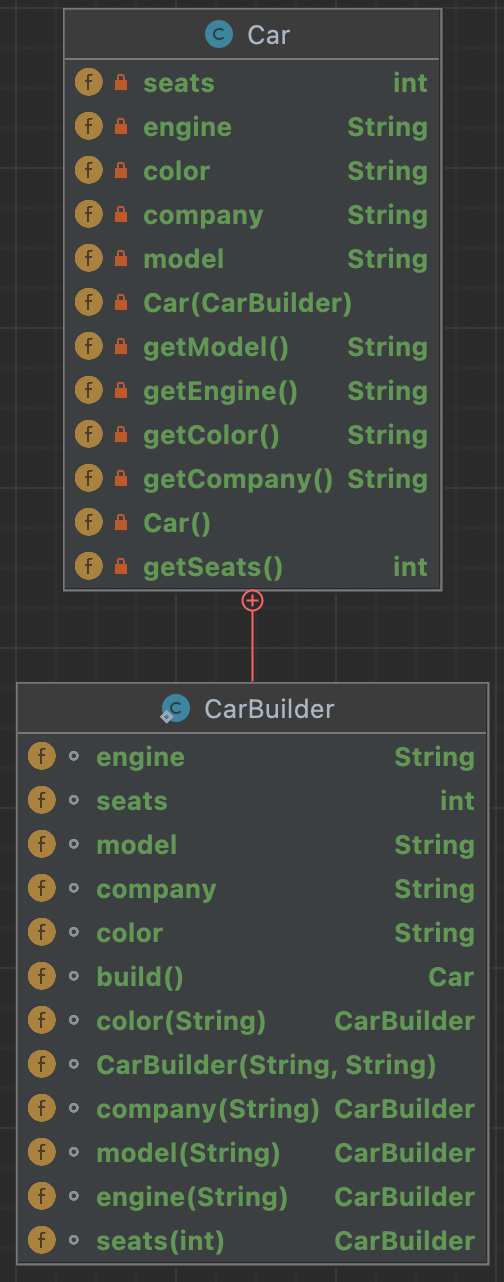 Car
seats int
engine String
color String
company String
model String
Car(CarBuilder)
getModel() String
getEngine() String
getColor() String
getCompany() String
Car()
getSeats() int
CarBuilder
engine String
seats int
model String
company String
color String
build() Car
color(String) CarBuilder
CarBuilder(String, String)
company(String) CarBuilder
model(String) CarBuilder
engine(String) CarBuilder
seats(int) CarBuilder